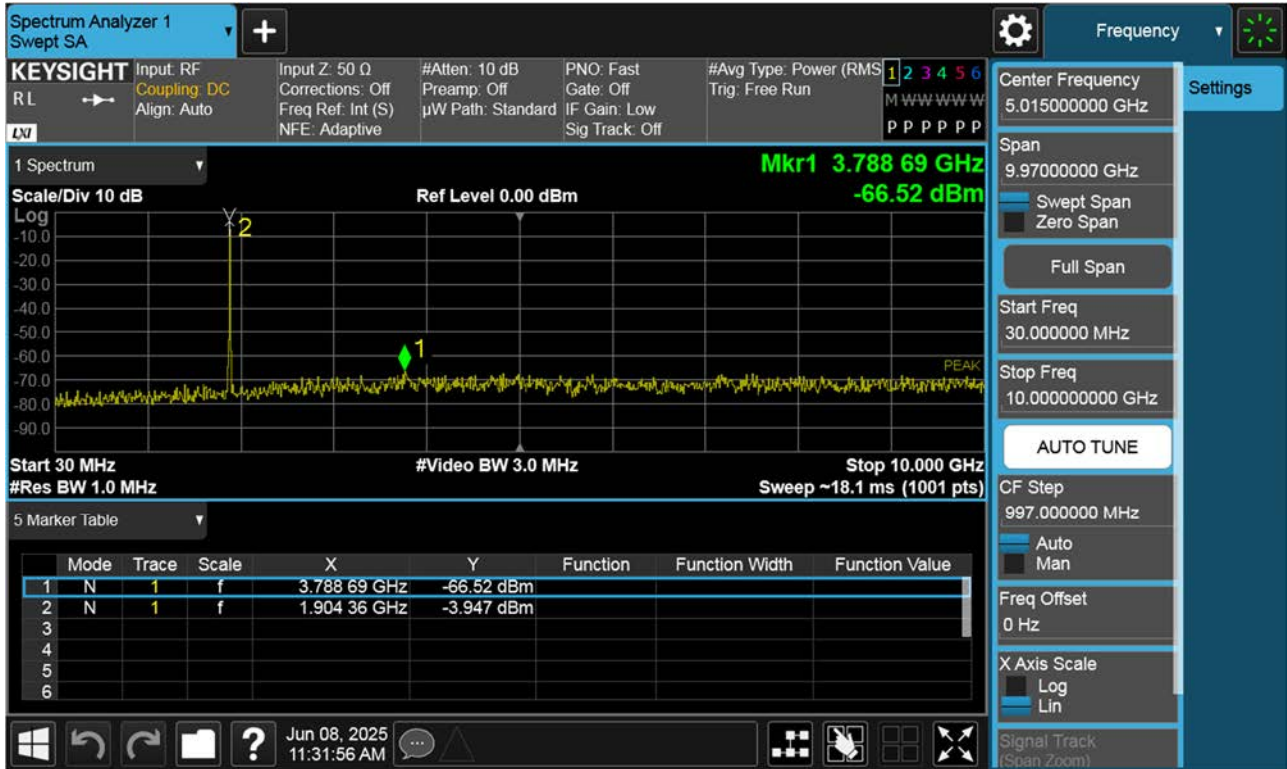 Spectrum Analyzer 1
Swept SA
+
Frequency
KEYSIGHT
RL
LXI
Input: RF
Coupling: DC
Align: Auto
Input Z: 50 Ω
Corrections: Off
Freq Ref: Int (S)
NFE: Adaptive
#Atten: 10 dB
Preamp: Off
µW Path: Standard
PNO: Fast
Gate: Off
IF Gain: Low
Sig Track: Off
#Avg Type: Power (RMS
Trig: Free Run
1 2 3 4 5 6
M W W W W W
P P P P P P
1 Spectrum
Mkr1 3.788 69 GHz
Scale/Div 10 dB
Ref Level 0.00 dBm
-66.52 dBm
Log
-10.0
-20.0
-30.0
-40.0
-50.0
-60.0
-70.0
-80.0
-90.0
2
1
PEAK
Start 30 MHz
#Video BW 3.0 MHz
Stop 10.000 GHz
#Res BW 1.0 MHz
Sweep ~18.1 ms (1001 pts)
5 Marker Table
Mode Trace Scale X Y Function Function Width Function Value
1 N 1 f 3.788 69 GHz -66.52 dBm
2 N 1 f 1.904 36 GHz -3.947 dBm
3
4
5
6
?
Jun 08, 2025
11:31:56 AM
Center Frequency
5.015000000 GHz
Span
9.97000000 GHz
Swept Span
Zero Span
Full Span
Start Freq
30.000000 MHz
Stop Freq
10.000000000 GHz
AUTO TUNE
CF Step
997.000000 MHz
Auto
Man
Freq Offset
0 Hz
X Axis Scale
Log
Lin
Signal Track
(Span Zoom)
Settings